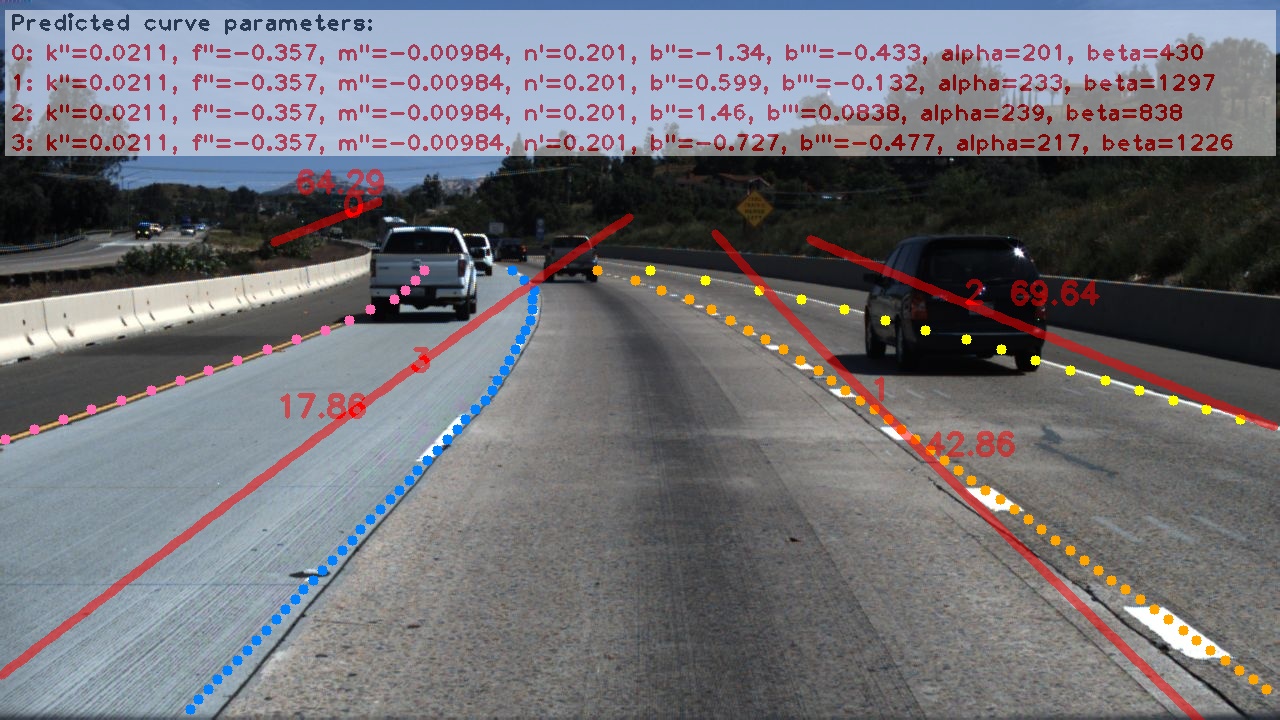 Predicted curve parameters:
0: k''=0.0211, f''=-0.357, m''=-0.00984, n'=0.201, b''=-1.34, b'''=-0.433, alpha=201, beta=430
1: k''=0.0211, f''=-0.357, m''=-0.00984, n'=0.201, b''=0.599, b'''=-0.132, alpha=233, beta=1297
2: k''=0.0211, f''=-0.357, m''=-0.00984, n'=0.201, b''=1.46, b'''=0.0838, alpha=239, beta=838
3: k''=0.0211, f''=-0.357, m''=-0.00984, n'=0.201, b''=-0.727, b'''=-0.477, alpha=217, beta=1226
64.29
0
2 69.64
3
1
17.86
42.86